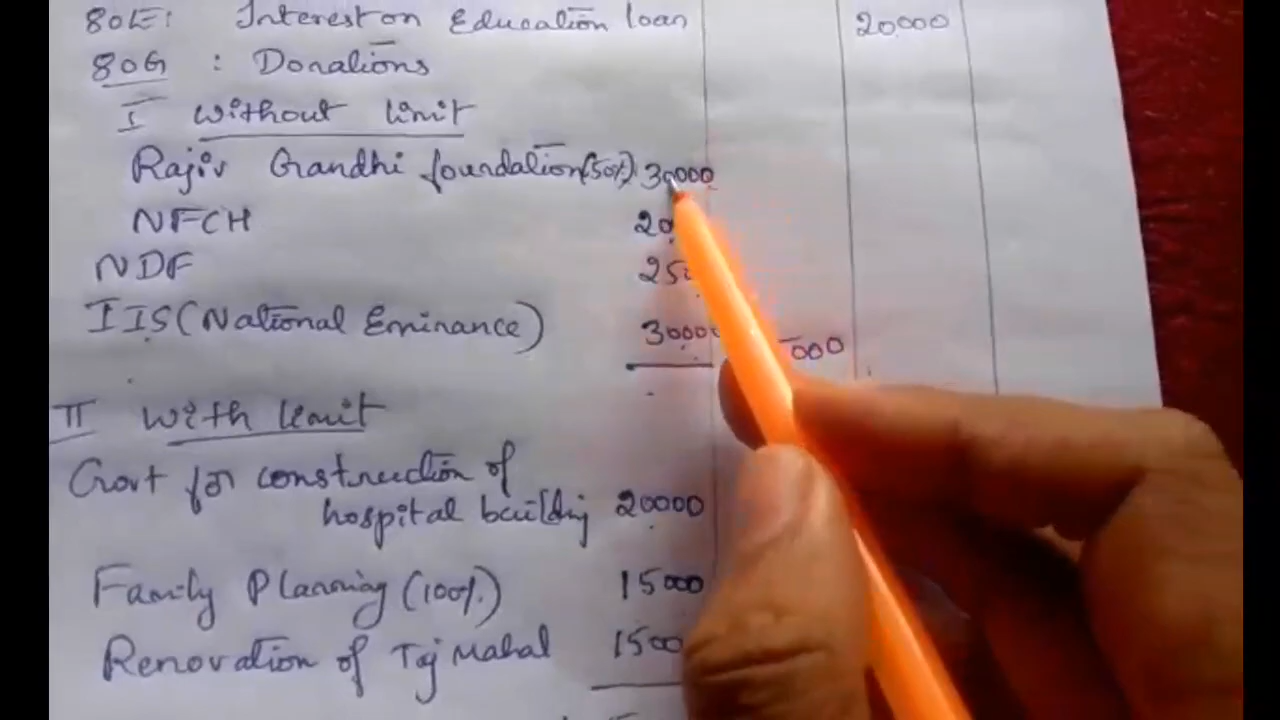 80E: Interest on Education loan 20000
80G : Donations
I Without limit
Rajiv Gandhi foundation (50%) 30000
NFCH
NDF
IIS (National Eminance) 30000
II With limit
Govt for construction of
hospital building 20000
Family Planning (100%) 15000
Renovation of Taj Mahal